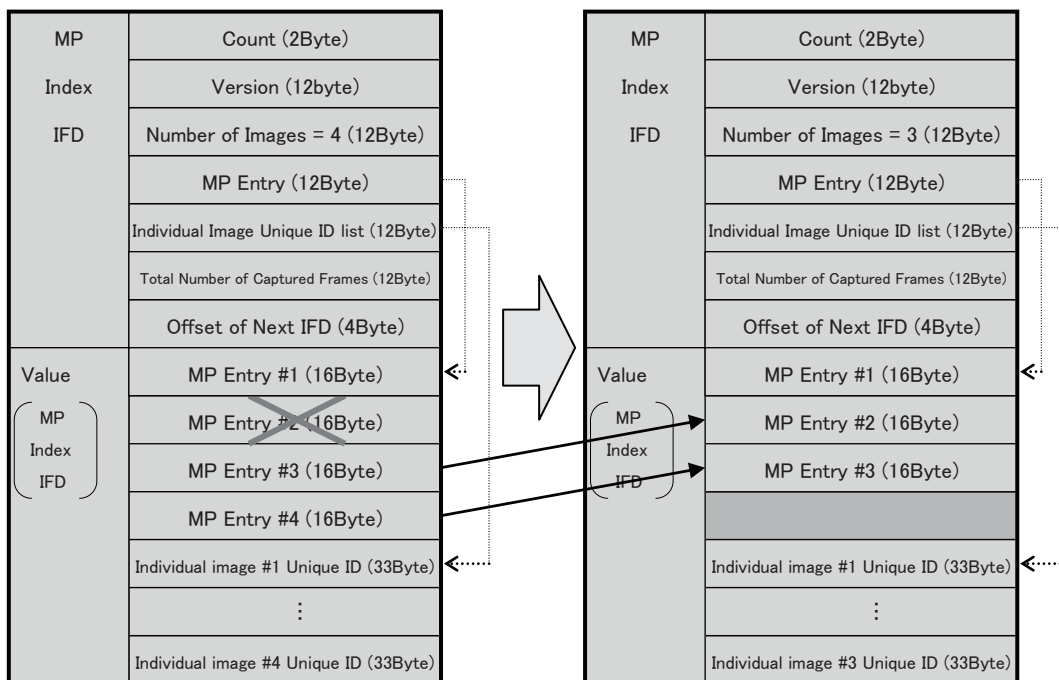 MP
Index
IFD
Count (2Byte)
Version (12byte)
Number of Images = 4 (12Byte)
MP Entry (12Byte)
Individual Image Unique ID list (12Byte)
Total Number of Captured Frames (12Byte)
Offset of Next IFD (4Byte)
Value
MP
Index
IFD
MP Entry #1 (16Byte)
MP Entry #2 (16Byte)
MP Entry #3 (16Byte)
MP Entry #4 (16Byte)
Individual image #1 Unique ID (33Byte)
⋮
Individual image #4 Unique ID (33Byte)
MP
Index
IFD
Count (2Byte)
Version (12byte)
Number of Images = 3 (12Byte)
MP Entry (12Byte)
Individual Image Unique ID list (12Byte)
Total Number of Captured Frames (12Byte)
Offset of Next IFD (4Byte)
Value
MP
Index
IFD
MP Entry #1 (16Byte)
MP Entry #2 (16Byte)
MP Entry #3 (16Byte)
Individual image #1 Unique ID (33Byte)
⋮
Individual image #3 Unique ID (33Byte)